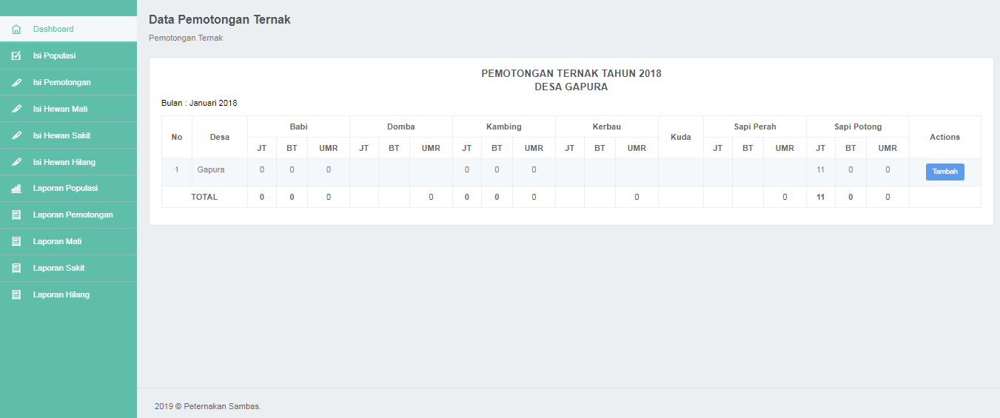 Dashboard
Isi Populasi
Isi Pemotongan
Isi Hewan Mati
Isi Hewan Sakit
Isi Hewan Hilang
Laporan Populasi
Laporan Pemotongan
Laporan Mati
Laporan Sakit
Laporan Hilang
Data Pemotongan Ternak
Pemotongan Ternak
PEMOTONGAN TERNAK TAHUN 2018
DESA GAPURA
Bulan : Januari 2018
No Desa Babi Domba Kambing Kerbau Kuda Sapi Perah Sapi Potong Actions
JT BT UMR JT BT UMR JT BT UMR JT BT UMR JT BT UMR JT BT UMR
1 Gapura 0 0 0 0 0 0 11 0 0 Tambah
TOTAL 0 0 0 0 0 0 0 0 0 11 0 0
2019 © Peternakan Sambas.